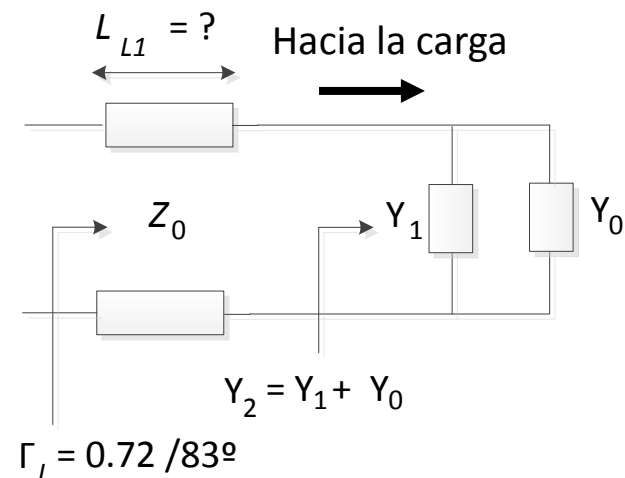 L L1 = ?
Hacia la carga
Z0
Y1
Y0
Y2 = Y1 + Y0
ΓL = 0.72 /83º